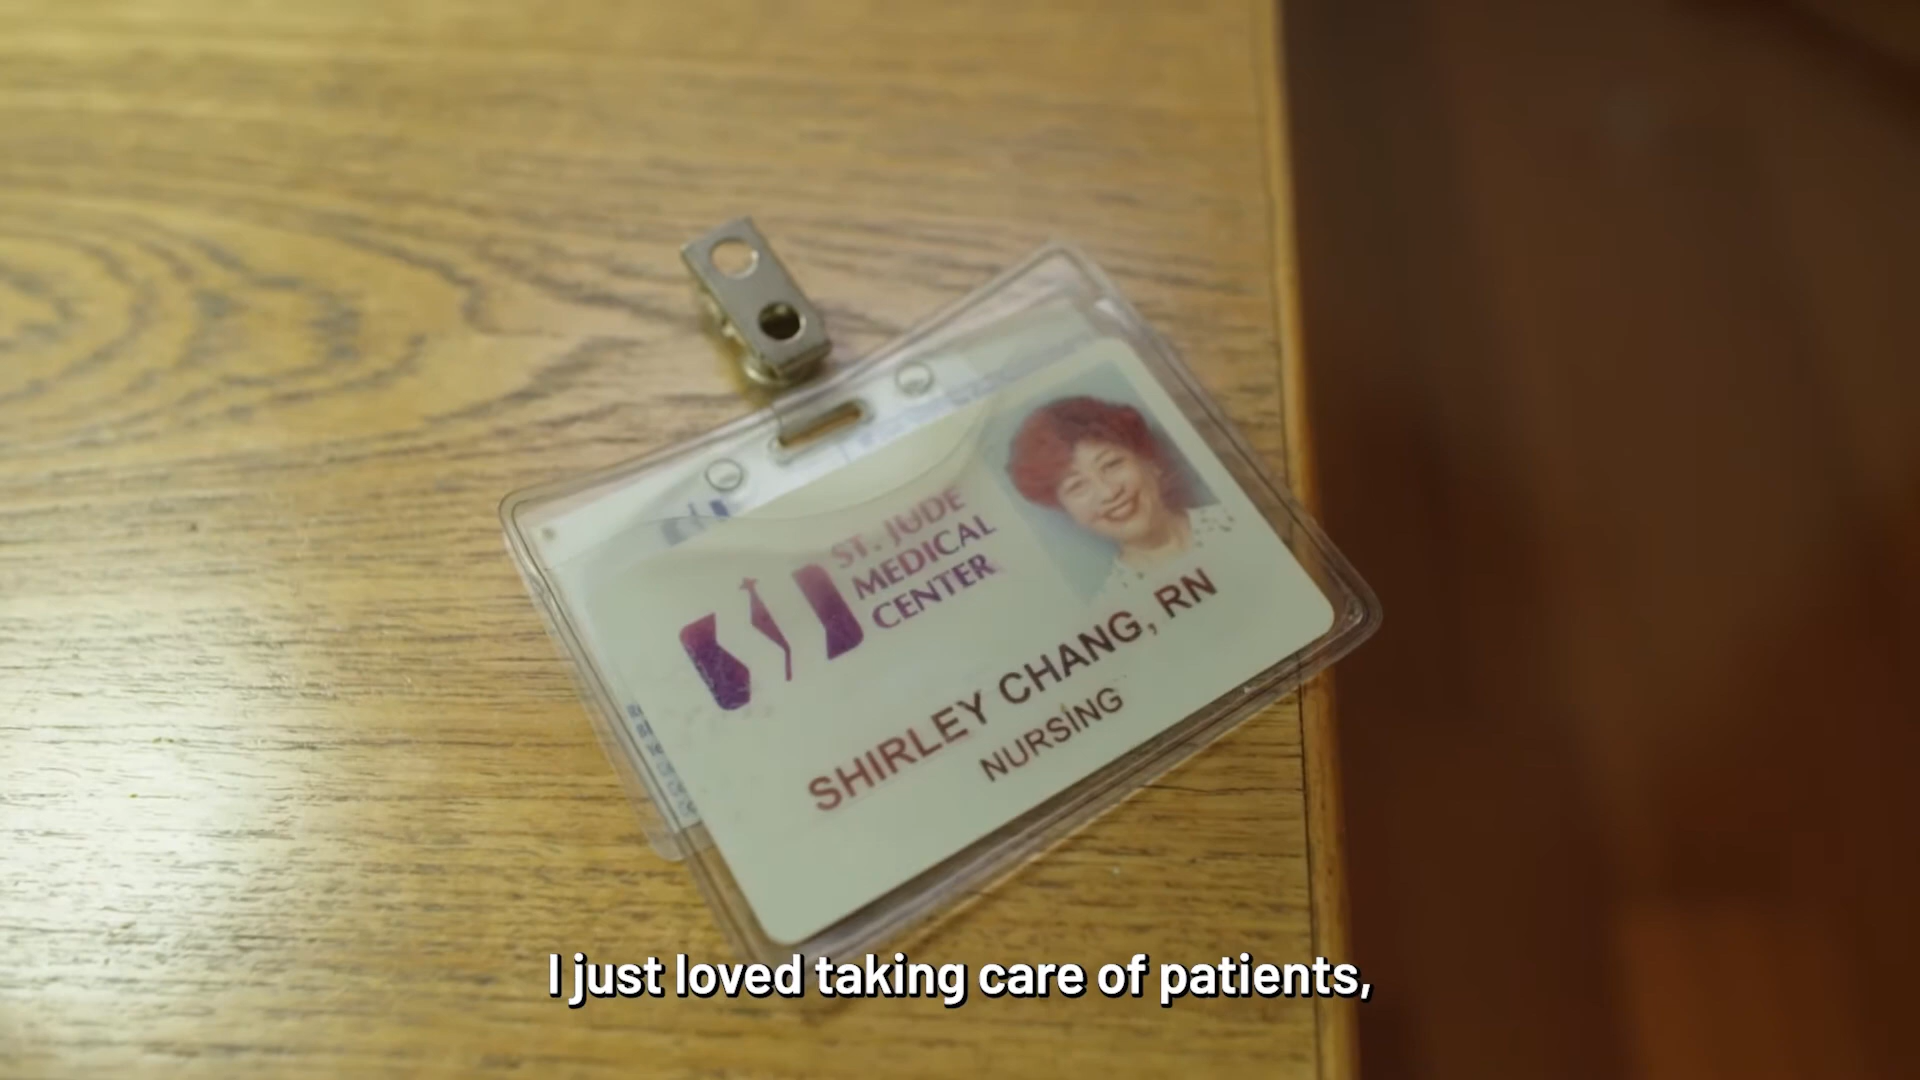 ST. JUDE
MEDICAL
CENTER
SHIRLEY CHANG, RN
NURSING
I just loved taking care of patients,